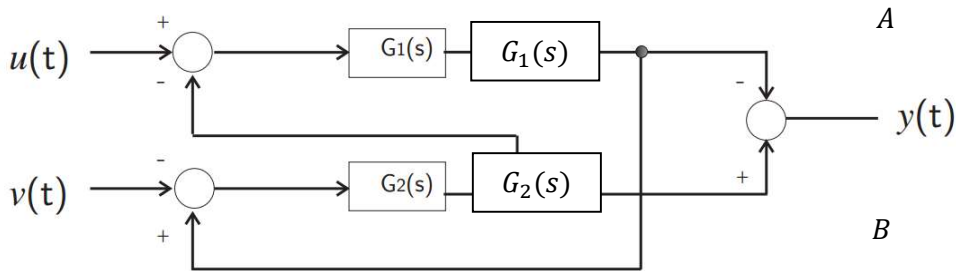 A
+
u(t)
G1(s)
G₁(s)
-
-
y(t)
-
v(t)
G2(s)
G₂(s)
+
+
B